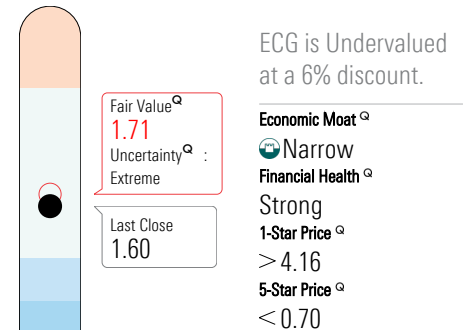 Fair Value Q
1.71
Uncertainty Q :
Extreme
Last Close
1.60
ECG is Undervalued
at a 6% discount.
Economic Moat Q
Narrow
Financial Health Q
Strong
1-Star Price Q
>4.16
5-Star Price Q
<0.70